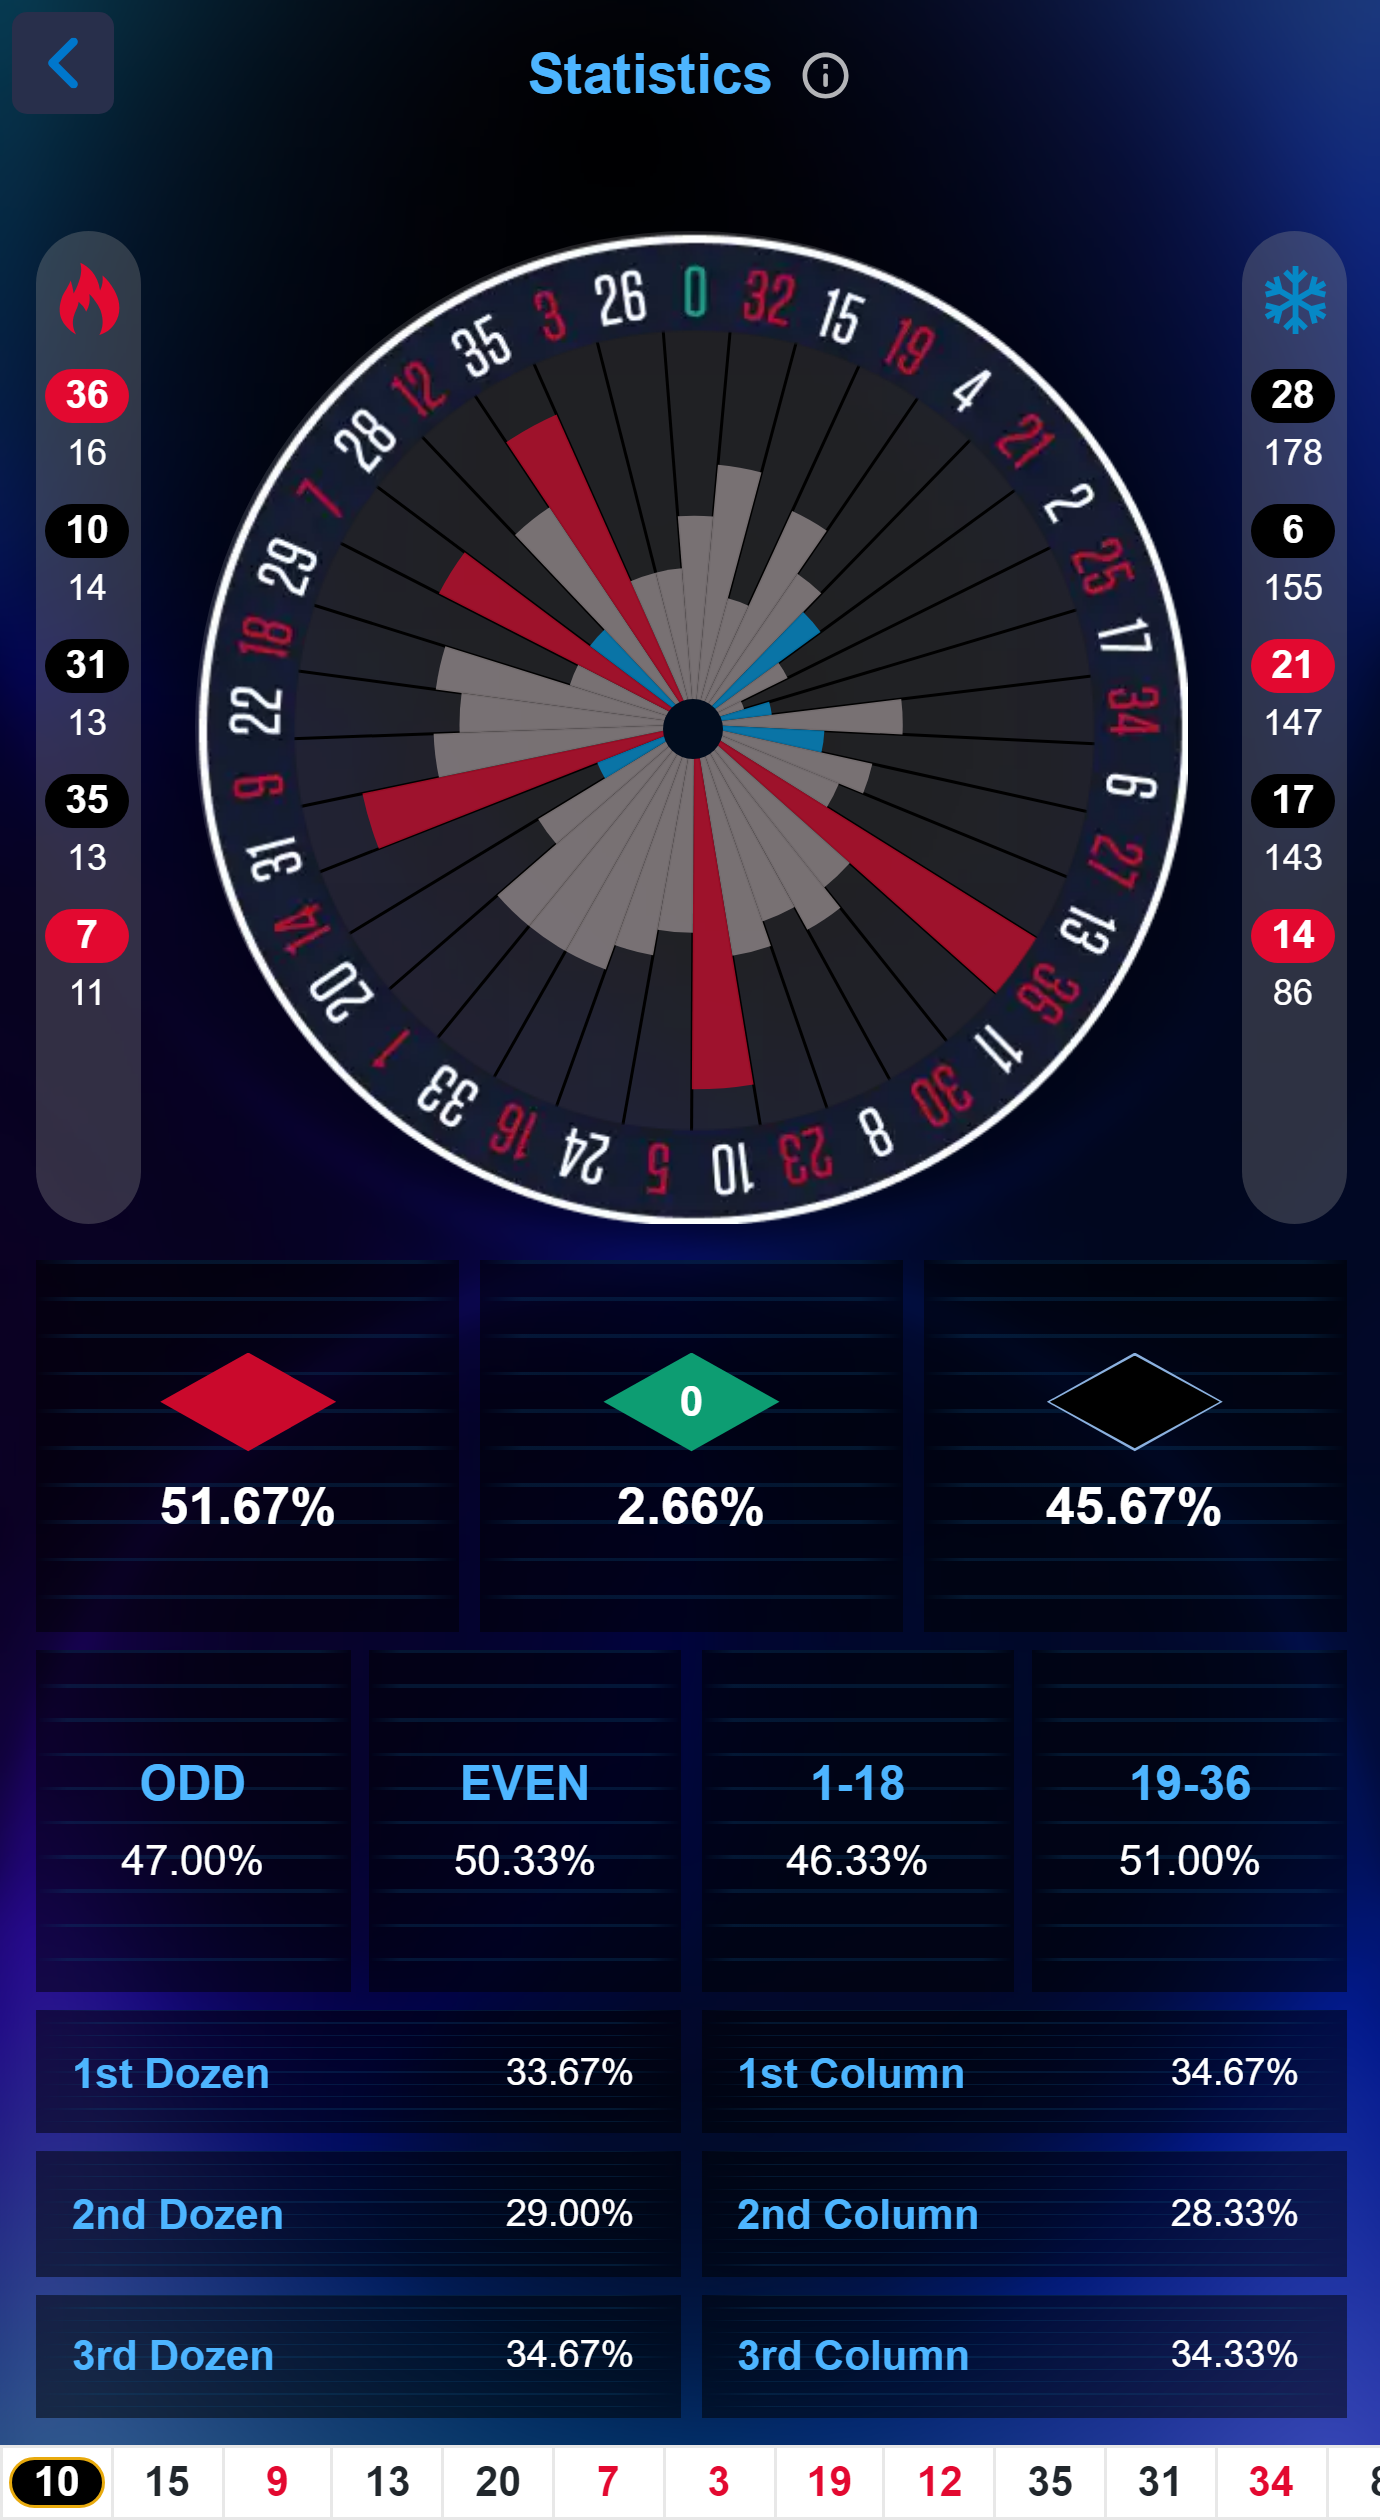 Statistics
36
16
10
14
31
13
35
13
7
11
0 32 15 19 4 21 2 25 17 34 6 27 13 36 11 30 8 23 10 5 24 16 33 1 20 14 31 9 22 18 29 7 28 12 35 3 26
28
178
6
155
21
147
17
143
14
86
0
51.67% 2.66% 45.67%
ODD EVEN 1-18 19-36
47.00% 50.33% 46.33% 51.00%
1st Dozen 33.67% 1st Column 34.67%
2nd Dozen 29.00% 2nd Column 28.33%
3rd Dozen 34.67% 3rd Column 34.33%
10 15 9 13 20 7 3 19 12 35 31 34